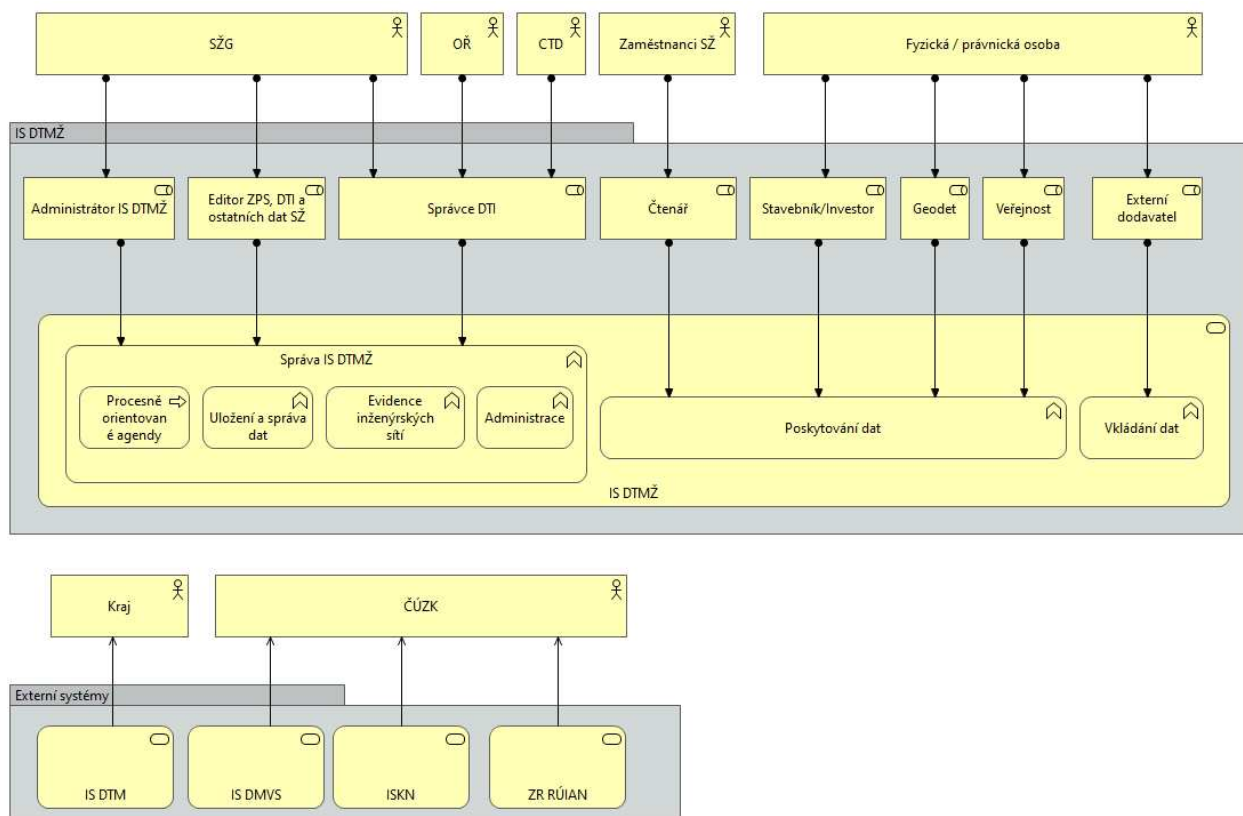 SŽG
OŘ
CTD
Zaměstnanci SŽ
Fyzická / právnická osoba
IS DTMŽ
Administrátor IS DTMŽ
Editor ZPS, DTI a
ostatních dat SŽ
Správce DTI
Čtenář
Stavebník/Investor
Geodet
Veřejnost
Externí
dodavatel
Správa IS DTMŽ
Procesně
orientovan
é agendy
Uložení a správa
dat
Evidence
inženýrských
sítí
Administrace
Poskytování dat
Vkládání dat
IS DTMŽ
Kraj
ČÚZK
Externí systémy
IS DTM
IS DMVS
ISKN
ZR RÚIAN